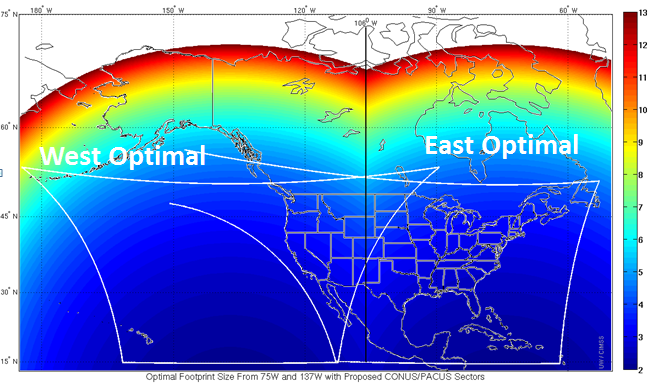 180° W
150° W
106° W
120° W
90° W
60° W
75° N
60° N
45° N
30° N
15° N
West Optimal
East Optimal
13
12
11
10
9
8
7
6
5
4
3
2
UW/CIMSS
Optimal Footprint Size From 75W and 137W with Proposed CONUS/PACUS Sectors